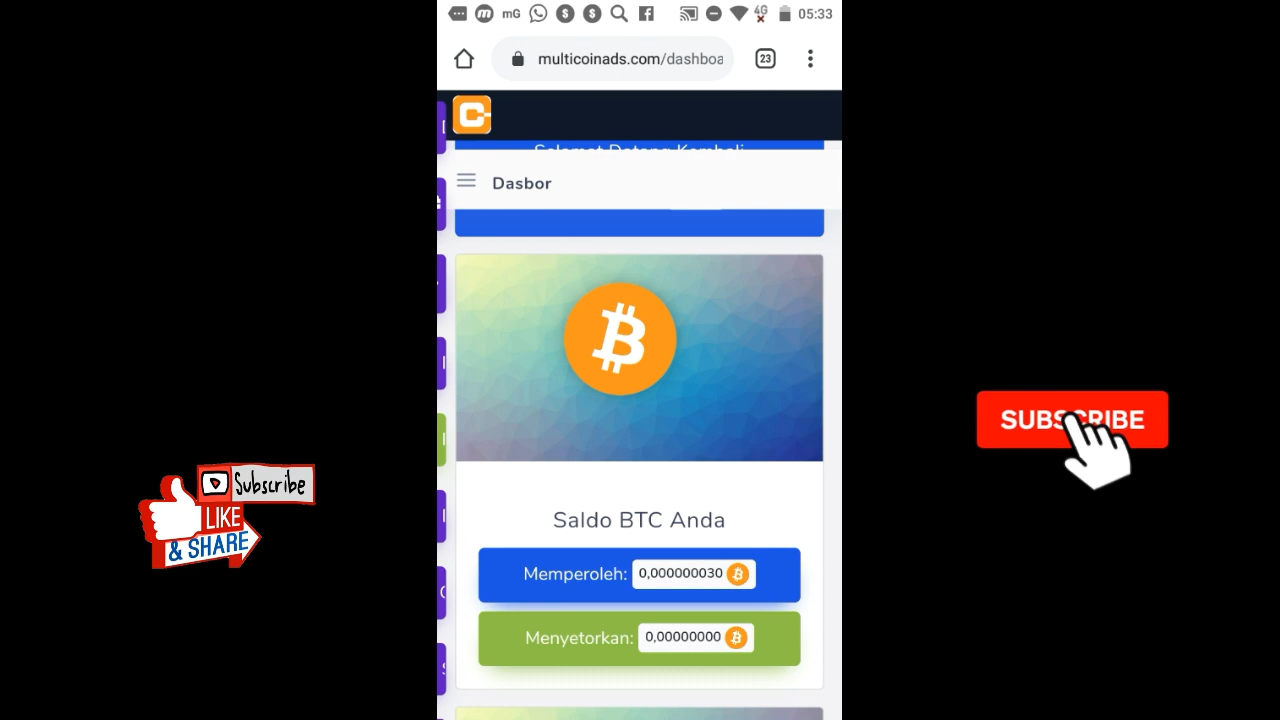 mG
4G
05:33
multicoinads.com/dashboa
23
Selamat Datang Kembali
Dasbor
Saldo BTC Anda
Memperoleh: 0,000000030
Menyetorkan: 0,00000000
Subscribe
LIKE
& SHARE
SUBSCRIBE